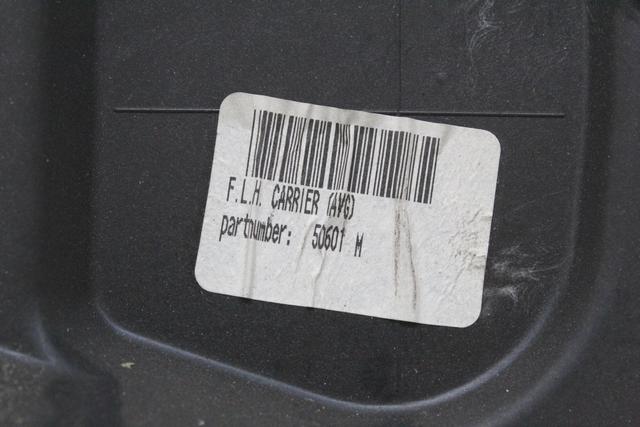 F.L.H. CARRIER (AVG)
partnumber: 50601 M